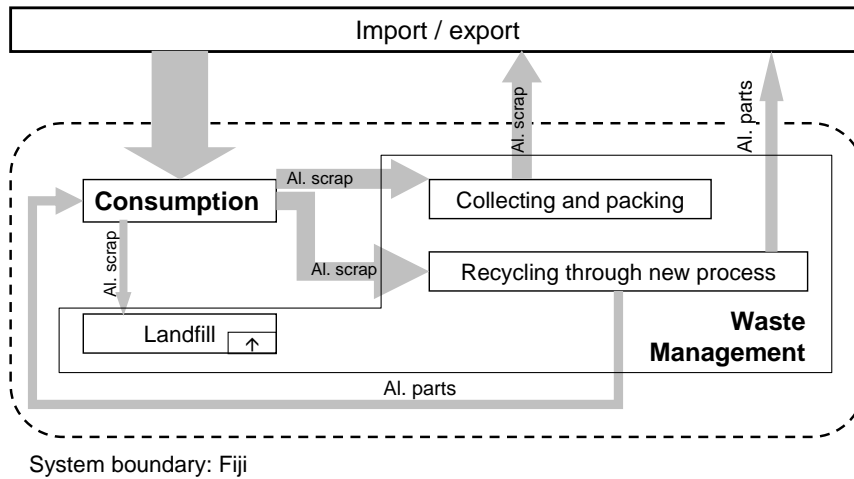 Import / export
Al. scrap
Al. parts
Al. scrap
Consumption
Collecting and packing
Al. scrap
Al. scrap
Recycling through new process
Landfill
Waste
Management
Al. parts
System boundary: Fiji